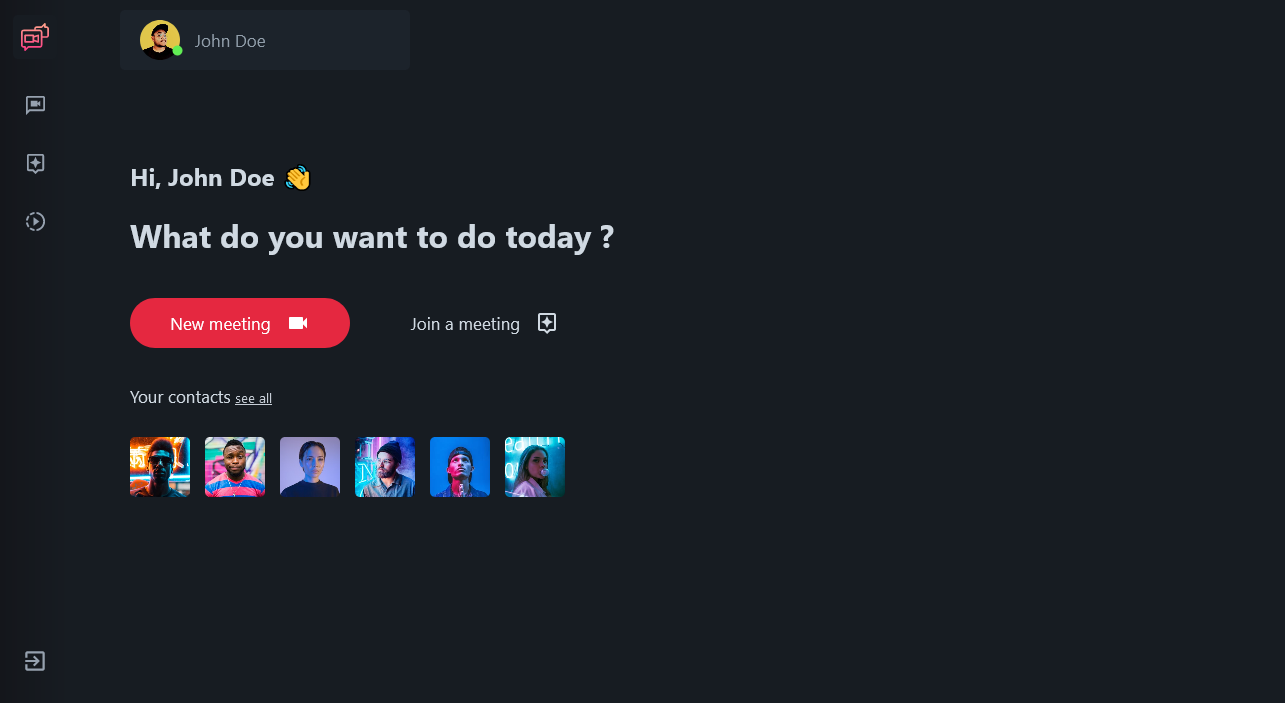 John Doe
Hi, John Doe 👋
What do you want to do today ?
New meeting
Join a meeting
Your contacts see all